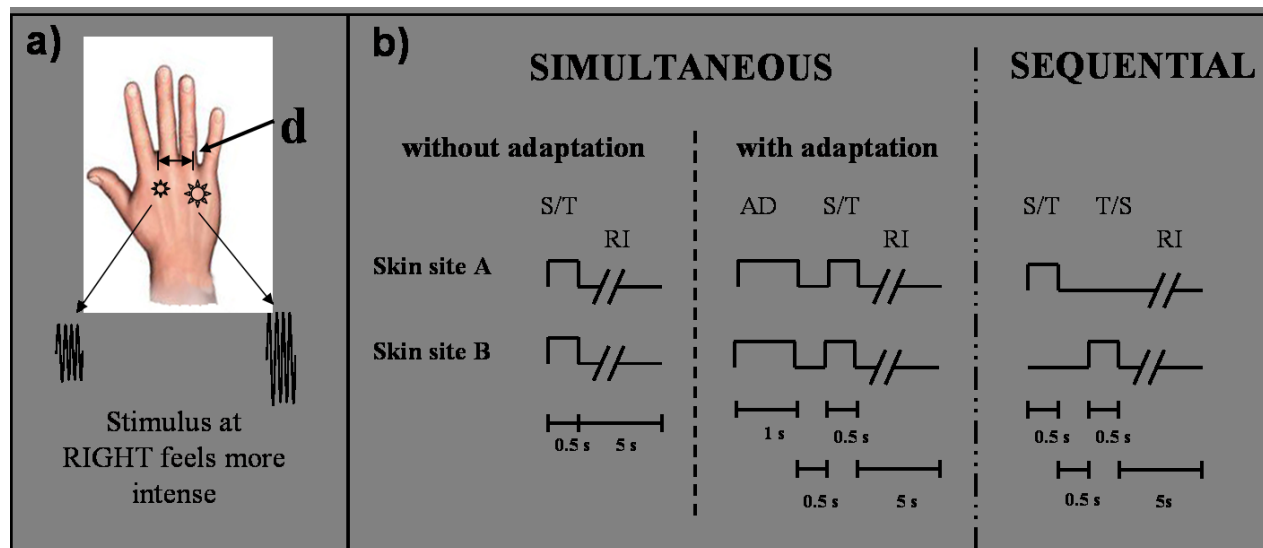 a)
d
Stimulus at
RIGHT feels more
intense
b)
SIMULTANEOUS
SEQUENTIAL
without adaptation
with adaptation
S/T
AD
S/T
S/T
T/S
RI
RI
RI
Skin site A
Skin site B
0.5 s
5 s
1 s
0.5 s
0.5 s
0.5 s
0.5 s
5 s
0.5 s
5s